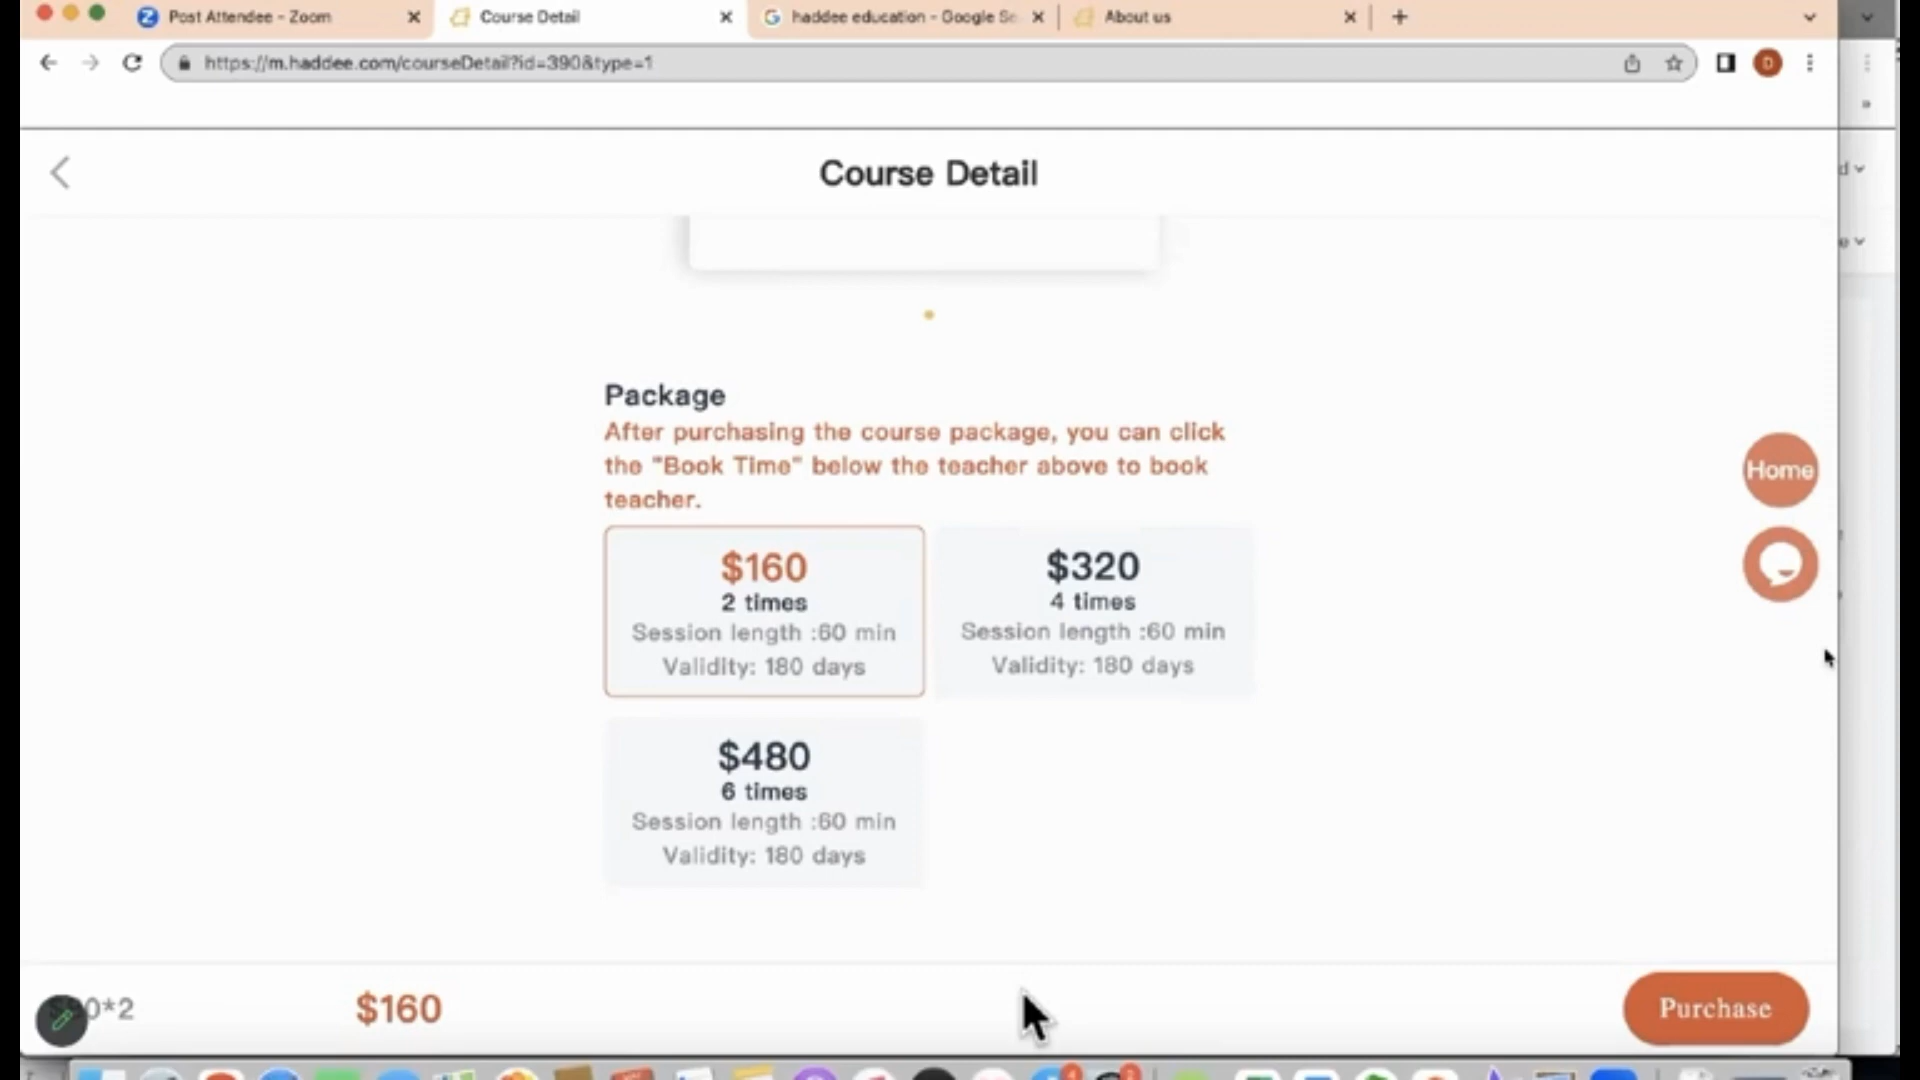 Post Attendee - Zoom
Course Detail
haddee education - Google Se
About us
https://m.haddee.com/courseDetail?id=390&type=1
D
Course Detail
Package
After purchasing the course package, you can click
the "Book Time" below the teacher above to book
teacher.
Home
$160
2 times
Session length :60 min
Validity: 180 days
$320
4 times
Session length :60 min
Validity: 180 days
$480
6 times
Session length :60 min
Validity: 180 days
0*2
$160
Purchase